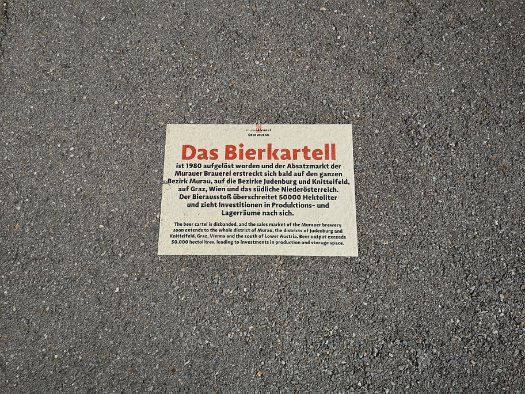 Das Bierkartell
ist 1980 aufgelöst worden und der Absatzmarkt der
Murauer Brauerei erstreckt sich bald auf den ganzen
Bezirk Murau, auf die Bezirke Judenburg und Knittelfeld,
auf Graz, Wien und das südliche Niederösterreich.
Der Bierausstoß überschreitet 50000 Hektoliter
und zieht Investitionen in Produktions- und
Lagerräume nach sich.
The beer cartel is disbanded, and the sales market of the Murauer brewery
soon extends to the whole district of Murau, the districts of Judenburg and
Knittelfeld, Graz, Vienna and the south of Lower Austria. Beer output exceeds
50.000 hectolitres, leading to investments in production and storage space.